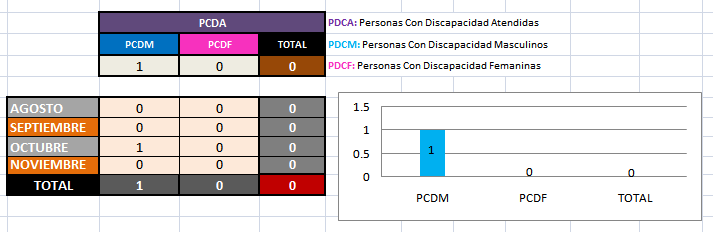 PCDA
PCDM PCDF TOTAL
1 0 0
PDCA: Personas Con Discapacidad Atendidas
PDCM: Personas Con Discapacidad Masculinos
PDCF: Personas Con Discapacidad Femaninas
AGOSTO 0 0 0
SEPTIEMBRE 0 0 0
OCTUBRE 1 0 0
NOVIEMBRE 0 0 0
TOTAL 1 0 0
1.5
1
0.5
0
1 0 0
PCDM PCDF TOTAL